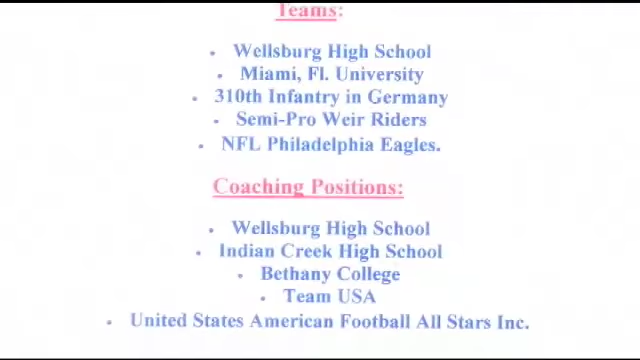 Teams:
• Wellsburg High School
• Miami, Fl. University
• 310th Infantry in Germany
• Semi-Pro Weir Riders
• NFL Philadelphia Eagles.
Coaching Positions:
• Wellsburg High School
• Indian Creek High School
• Bethany College
• Team USA
• United States American Football All Stars Inc.